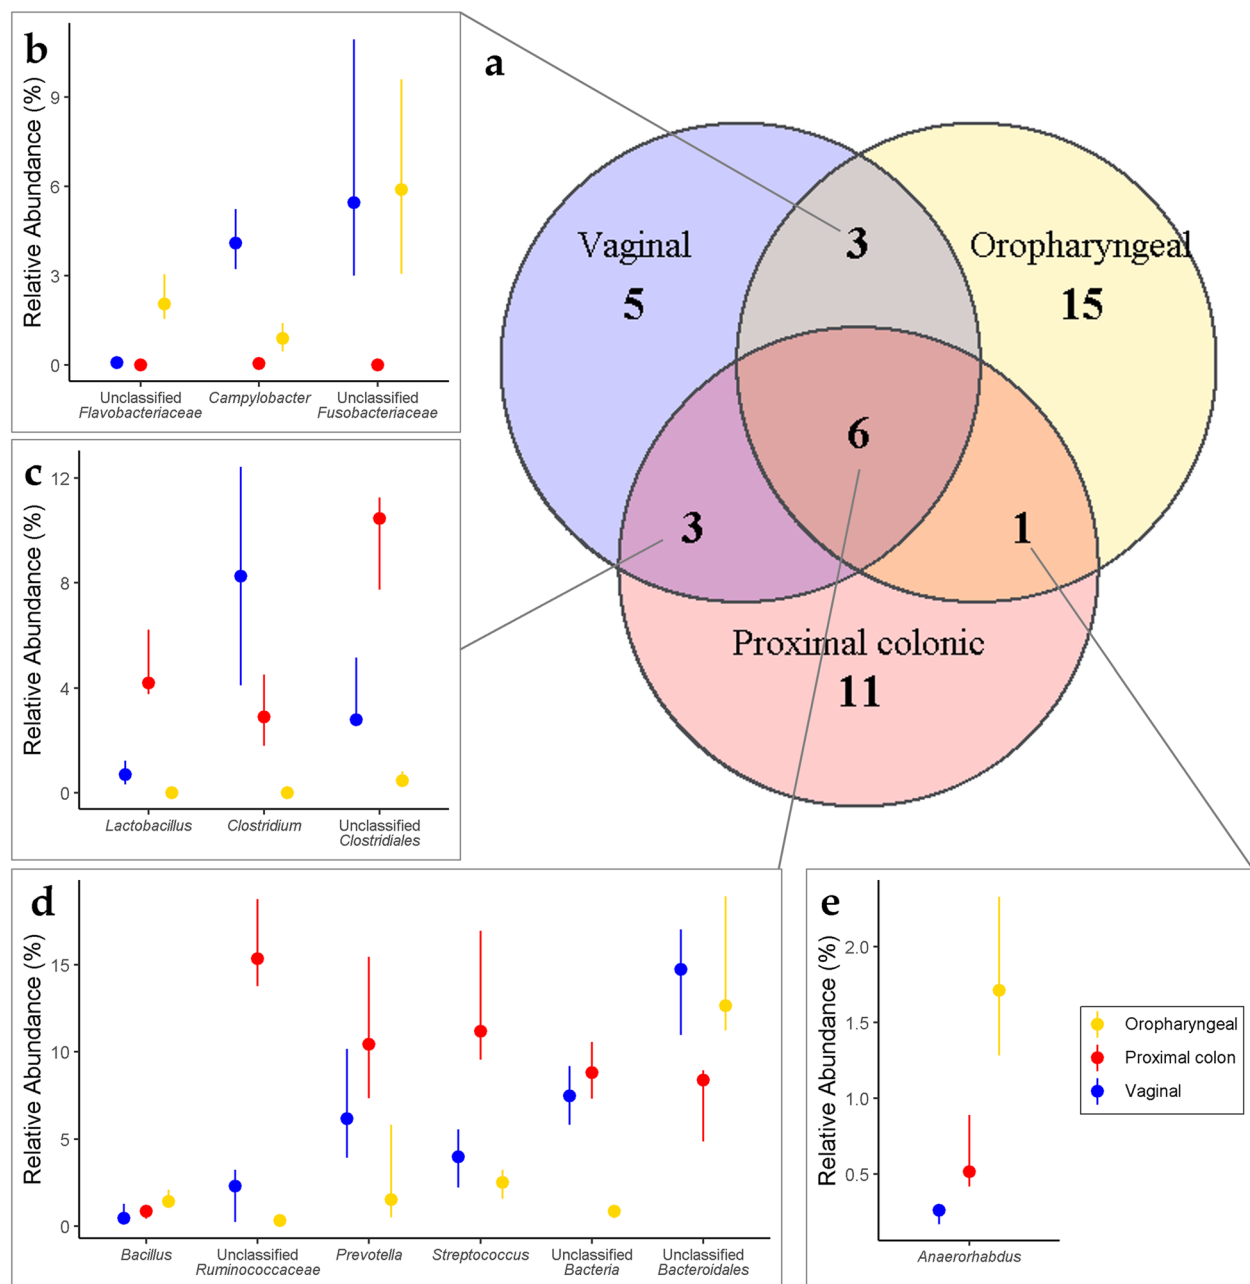 a
Vaginal
5
3
Oropharyngeal
15
6
3
1
Proximal colonic
11
b
Relative Abundance (%)
9
6
3
0
Unclassified
Flavobacteriaceae
Campylobacter
Unclassified
Fusobacteriaceae
c
Relative Abundance (%)
12
8
4
0
Lactobacillus
Clostridium
Unclassified
Clostridiales
d
Relative Abundance (%)
15
10
5
0
Bacillus
Unclassified
Ruminococcaceae
Prevotella
Streptococcus
Unclassified
Bacteria
Unclassified
Bacteroidales
e
Relative Abundance (%)
2.0
1.5
1.0
0.5
Anaerorhabdus
Oropharyngeal
Proximal colon
Vaginal